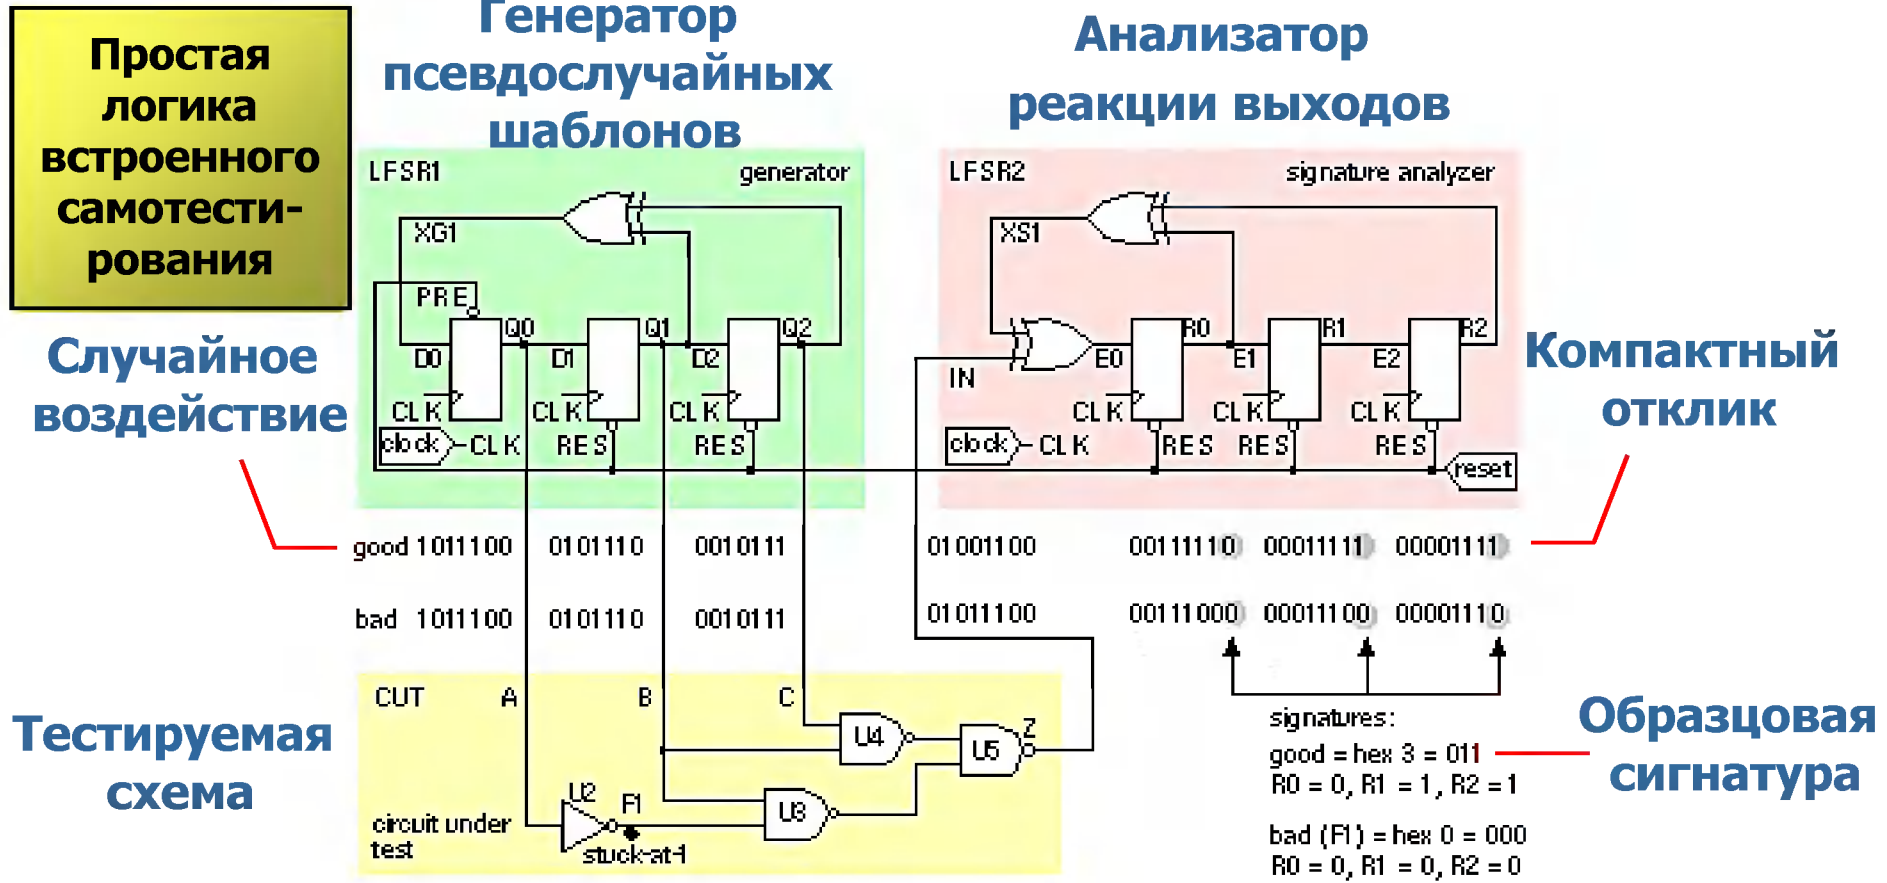 Простая
логика
встроенного
самотести-
рования
Генератор
псевдослучайных
шаблонов
Анализатор
реакции выходов
LFSR1 generator
LFSR2 signature analyzer
XG1
XS1
PRE
D0 Q0 D1 Q1 D2 Q2
IN E0 R0 E1 R1 E2 R2
CLK CLK CLK
CLK CLK CLK
clock CLK RES RES
clock CLK RES RES RES
reset
Случайное
воздействие
Компактный
отклик
good 1011100 0101110 0010111 01001100 00111110 00011111 00001111
bad 1011100 0101110 0010111 01011100 00111000 00011100 00001110
CUT A B C
U4 U5 Z
U2 F1 U3
stuck-at-1
circuit under
test
Тестируемая
схема
signatures:
good = hex 3 = 011
R0 = 0, R1 = 1, R2 = 1
bad (F1) = hex 0 = 000
R0 = 0, R1 = 0, R2 = 0
Образцовая
сигнатура